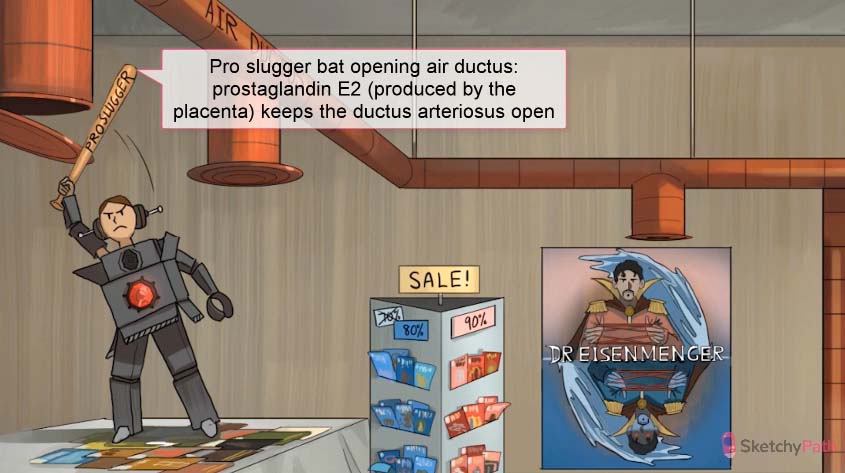 AIR DU
Pro slugger bat opening air ductus:
prostaglandin E2 (produced by the
placenta) keeps the ductus arteriosus open
PROSLUGGER
SALE!
70%
80%
90%
DR EISENMENGER
SketchyPath